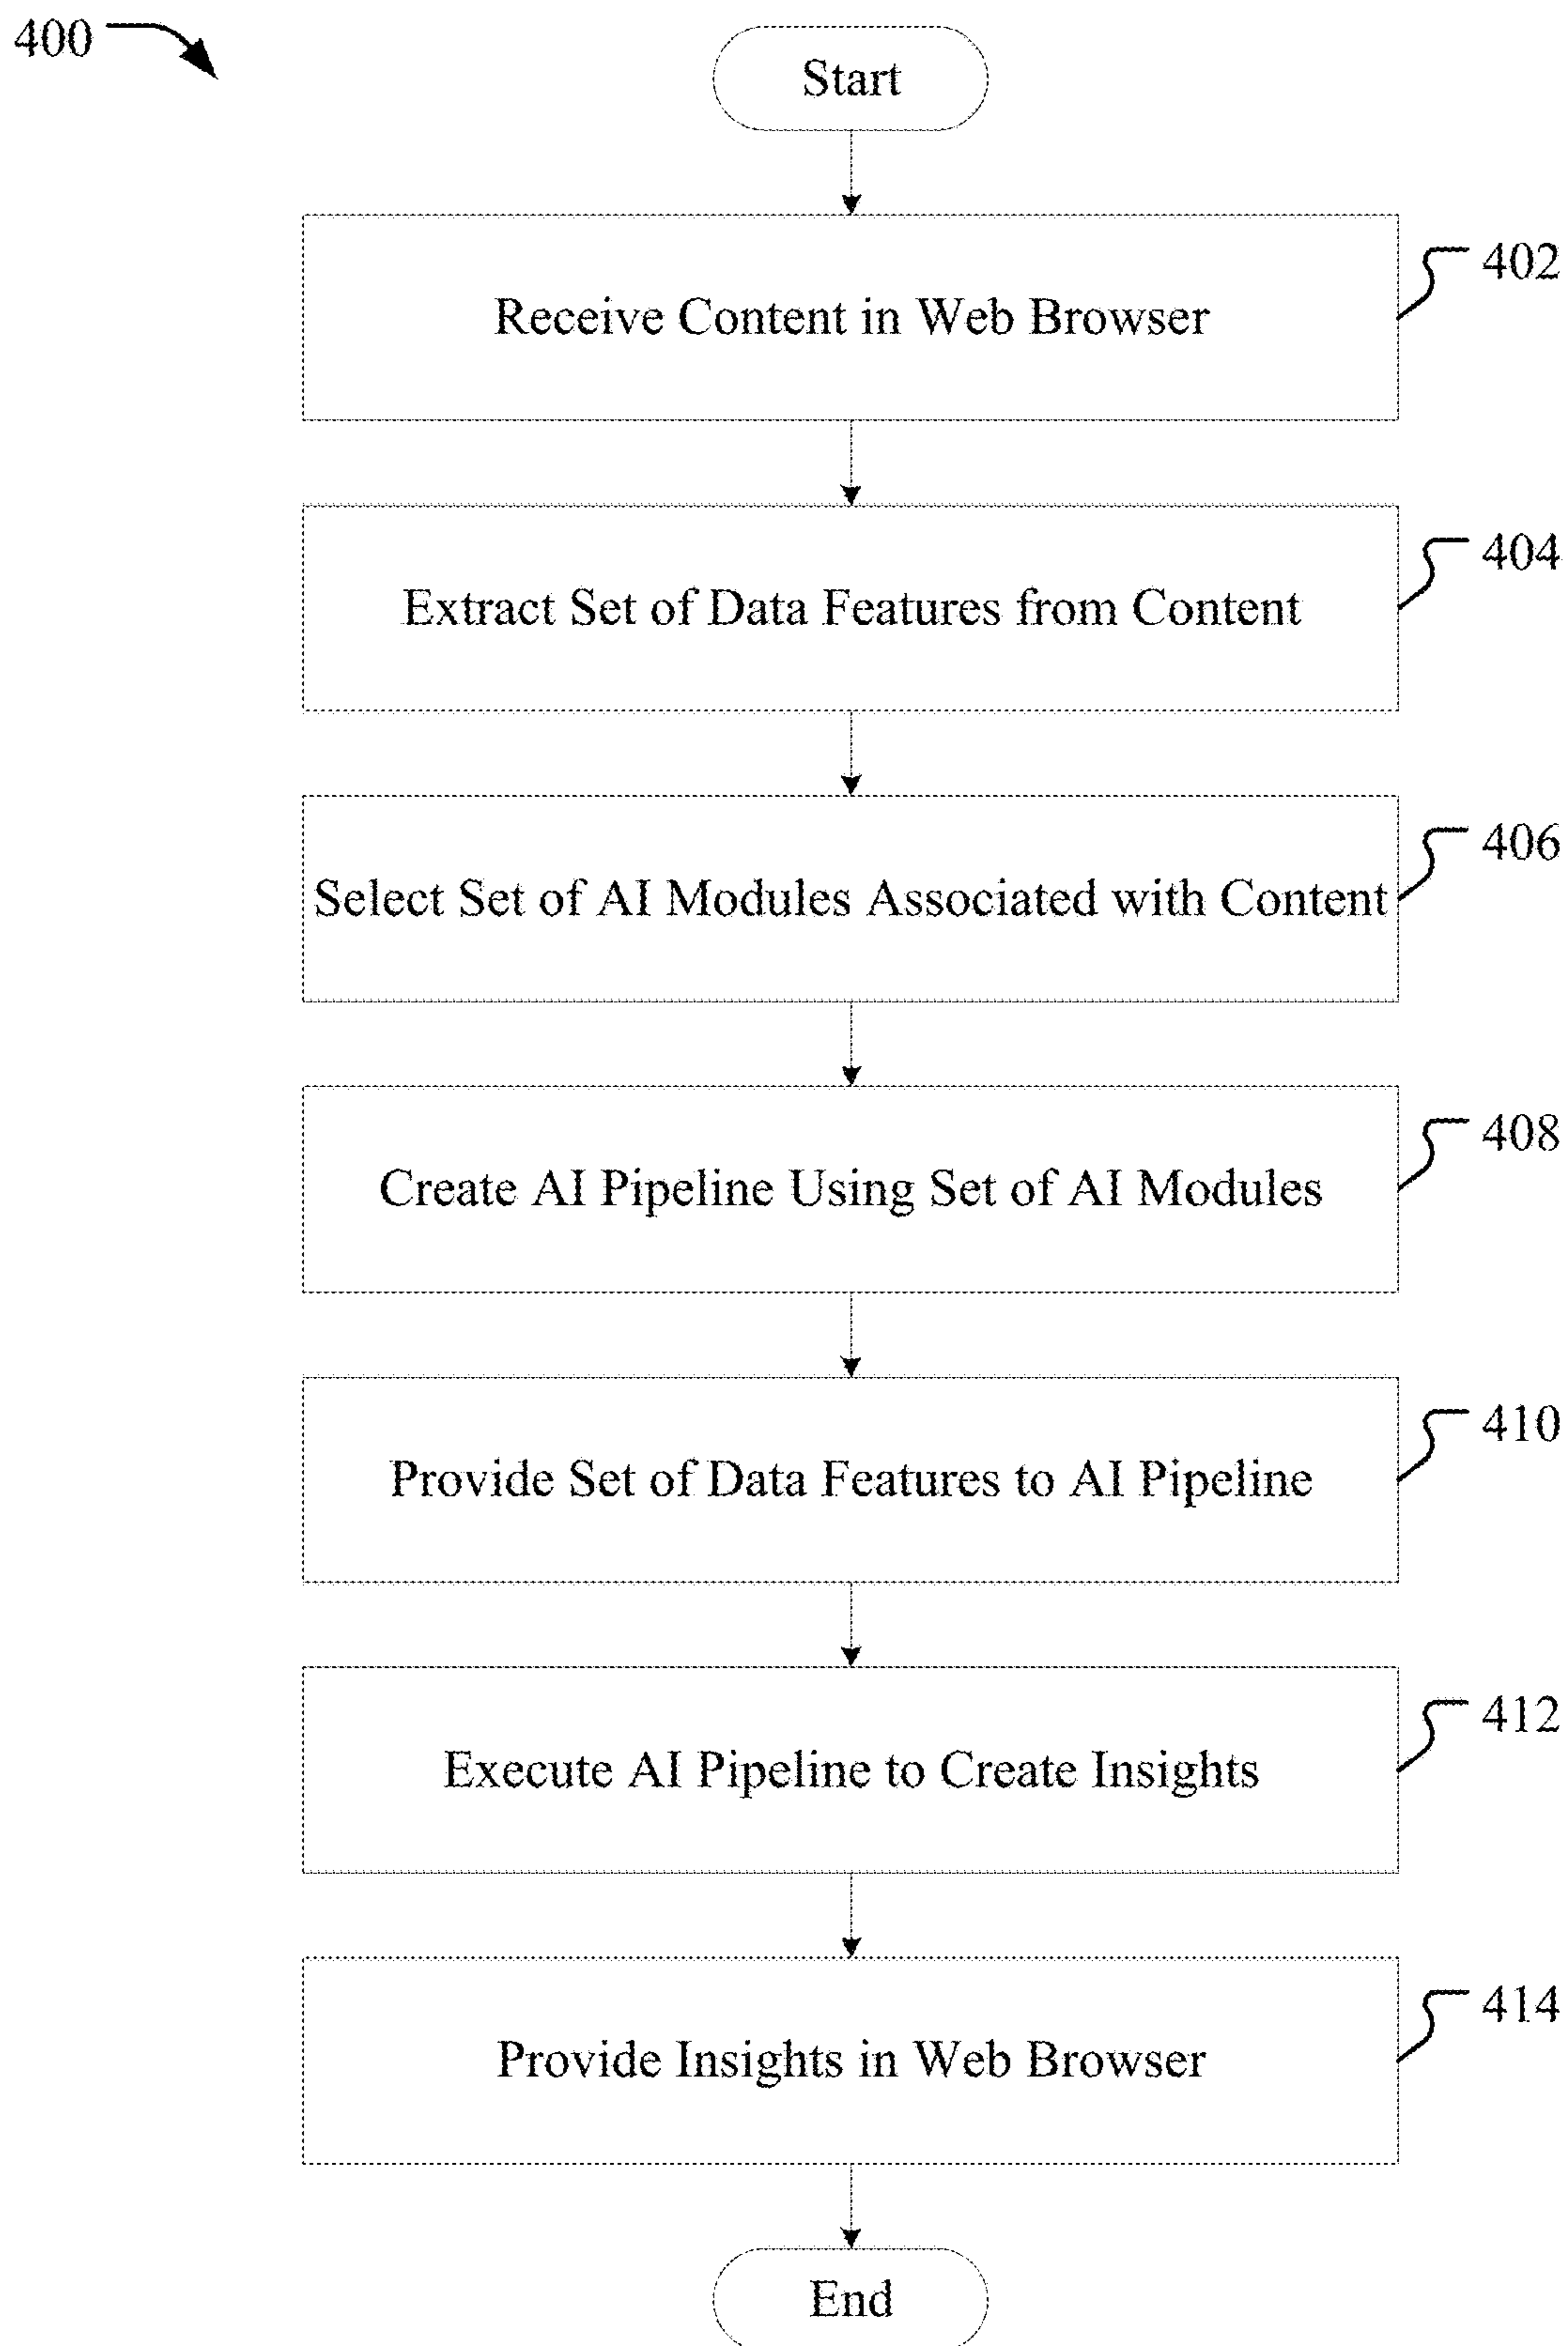 400
Start
Receive Content in Web Browser
402
Extract Set of Data Features from Content
404
Select Set of AI Modules Associated with Content
406
Create AI Pipeline Using Set of AI Modules
408
Provide Set of Data Features to AI Pipeline
410
Execute AI Pipeline to Create Insights
412
Provide Insights in Web Browser
414
End